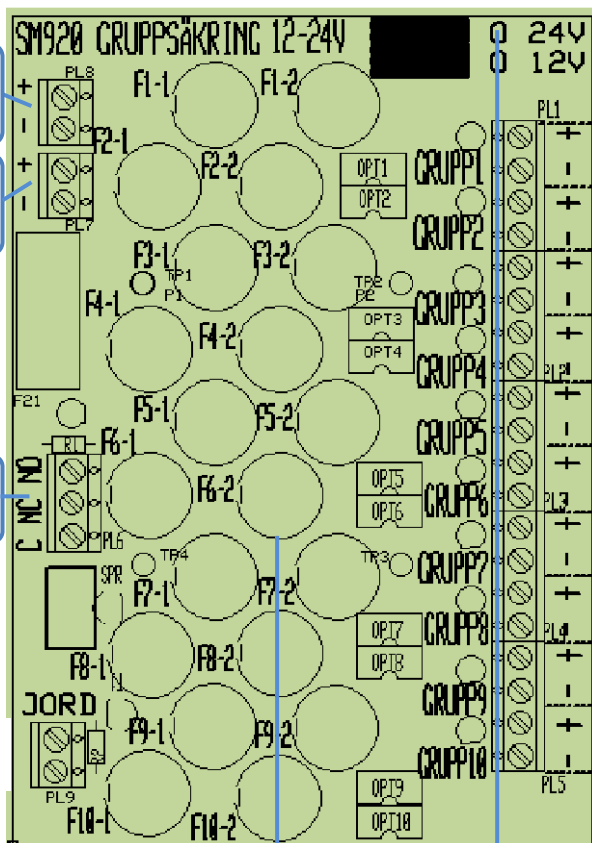 SM920 GRUPPSÄKRING 12-24V
24V
12V
PL8
+
-
+
-
PL7
F1-1
F1-2
F2-1
F2-2
OPT1
OPT2
GRUPP1
GRUPP2
PL1
+
-
+
-
F3-1
F3-2
TP1
P1
TP2
P2
F4-1
F4-2
OPT3
OPT4
GRUPP3
GRUPP4
+
-
+
-
PL2
F21
F5-1
F5-2
R1
F6-1
F6-2
OPT5
OPT6
GRUPP5
GRUPP6
+
-
+
-
PL3
C NC NO
PL6
SPR
TP4
TP3
F7-1
F7-2
F8-1
F8-2
OPT7
OPT8
GRUPP7
GRUPP8
+
-
+
-
PL4
JORD
PL9
F9-1
F9-2
F10-1
F10-2
OPT9
OPT10
GRUPP9
GRUPP10
+
-
+
-
PL5